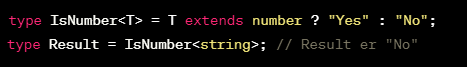 type IsNumber<T> = T extends number ? "Yes" : "No";
type Result = IsNumber<string>; // Result er "No"